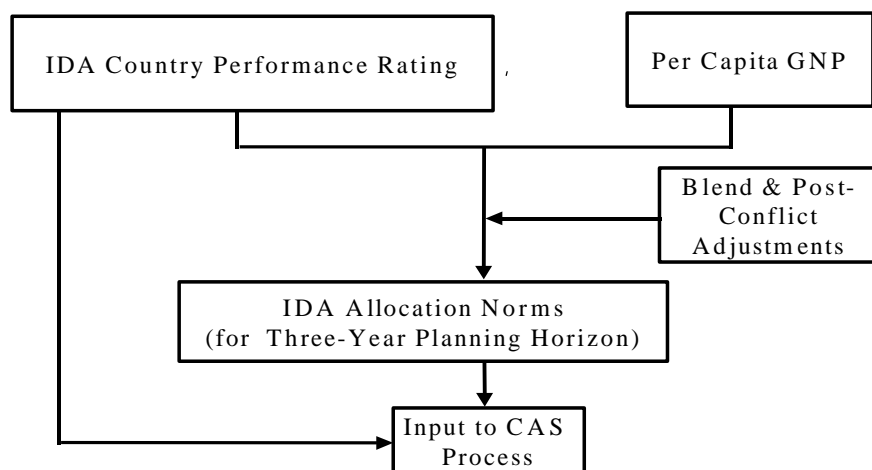 IDA Country Performance Rating ,
Per Capita GNP
Blend & Post-
Conflict
Adjustments
IDA Allocation Norms
(for Three-Year Planning Horizon)
Input to CAS
Process